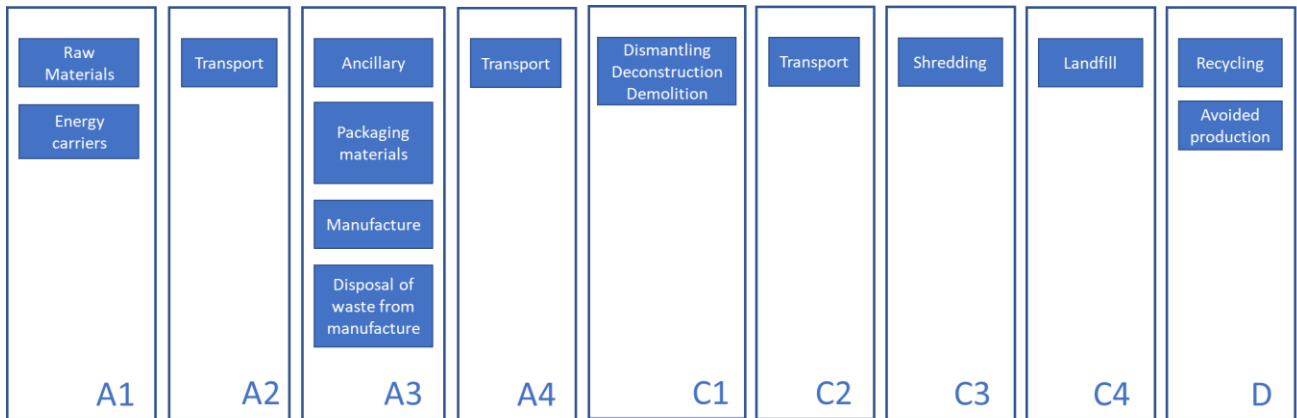 Raw
Materials
Energy
carriers
A1
Transport
A2
Ancillary
Packaging
materials
Manufacture
Disposal of
waste from
manufacture
A3
Transport
A4
Dismantling
Deconstruction
Demolition
C1
Transport
C2
Shredding
C3
Landfill
C4
Recycling
Avoided
production
D